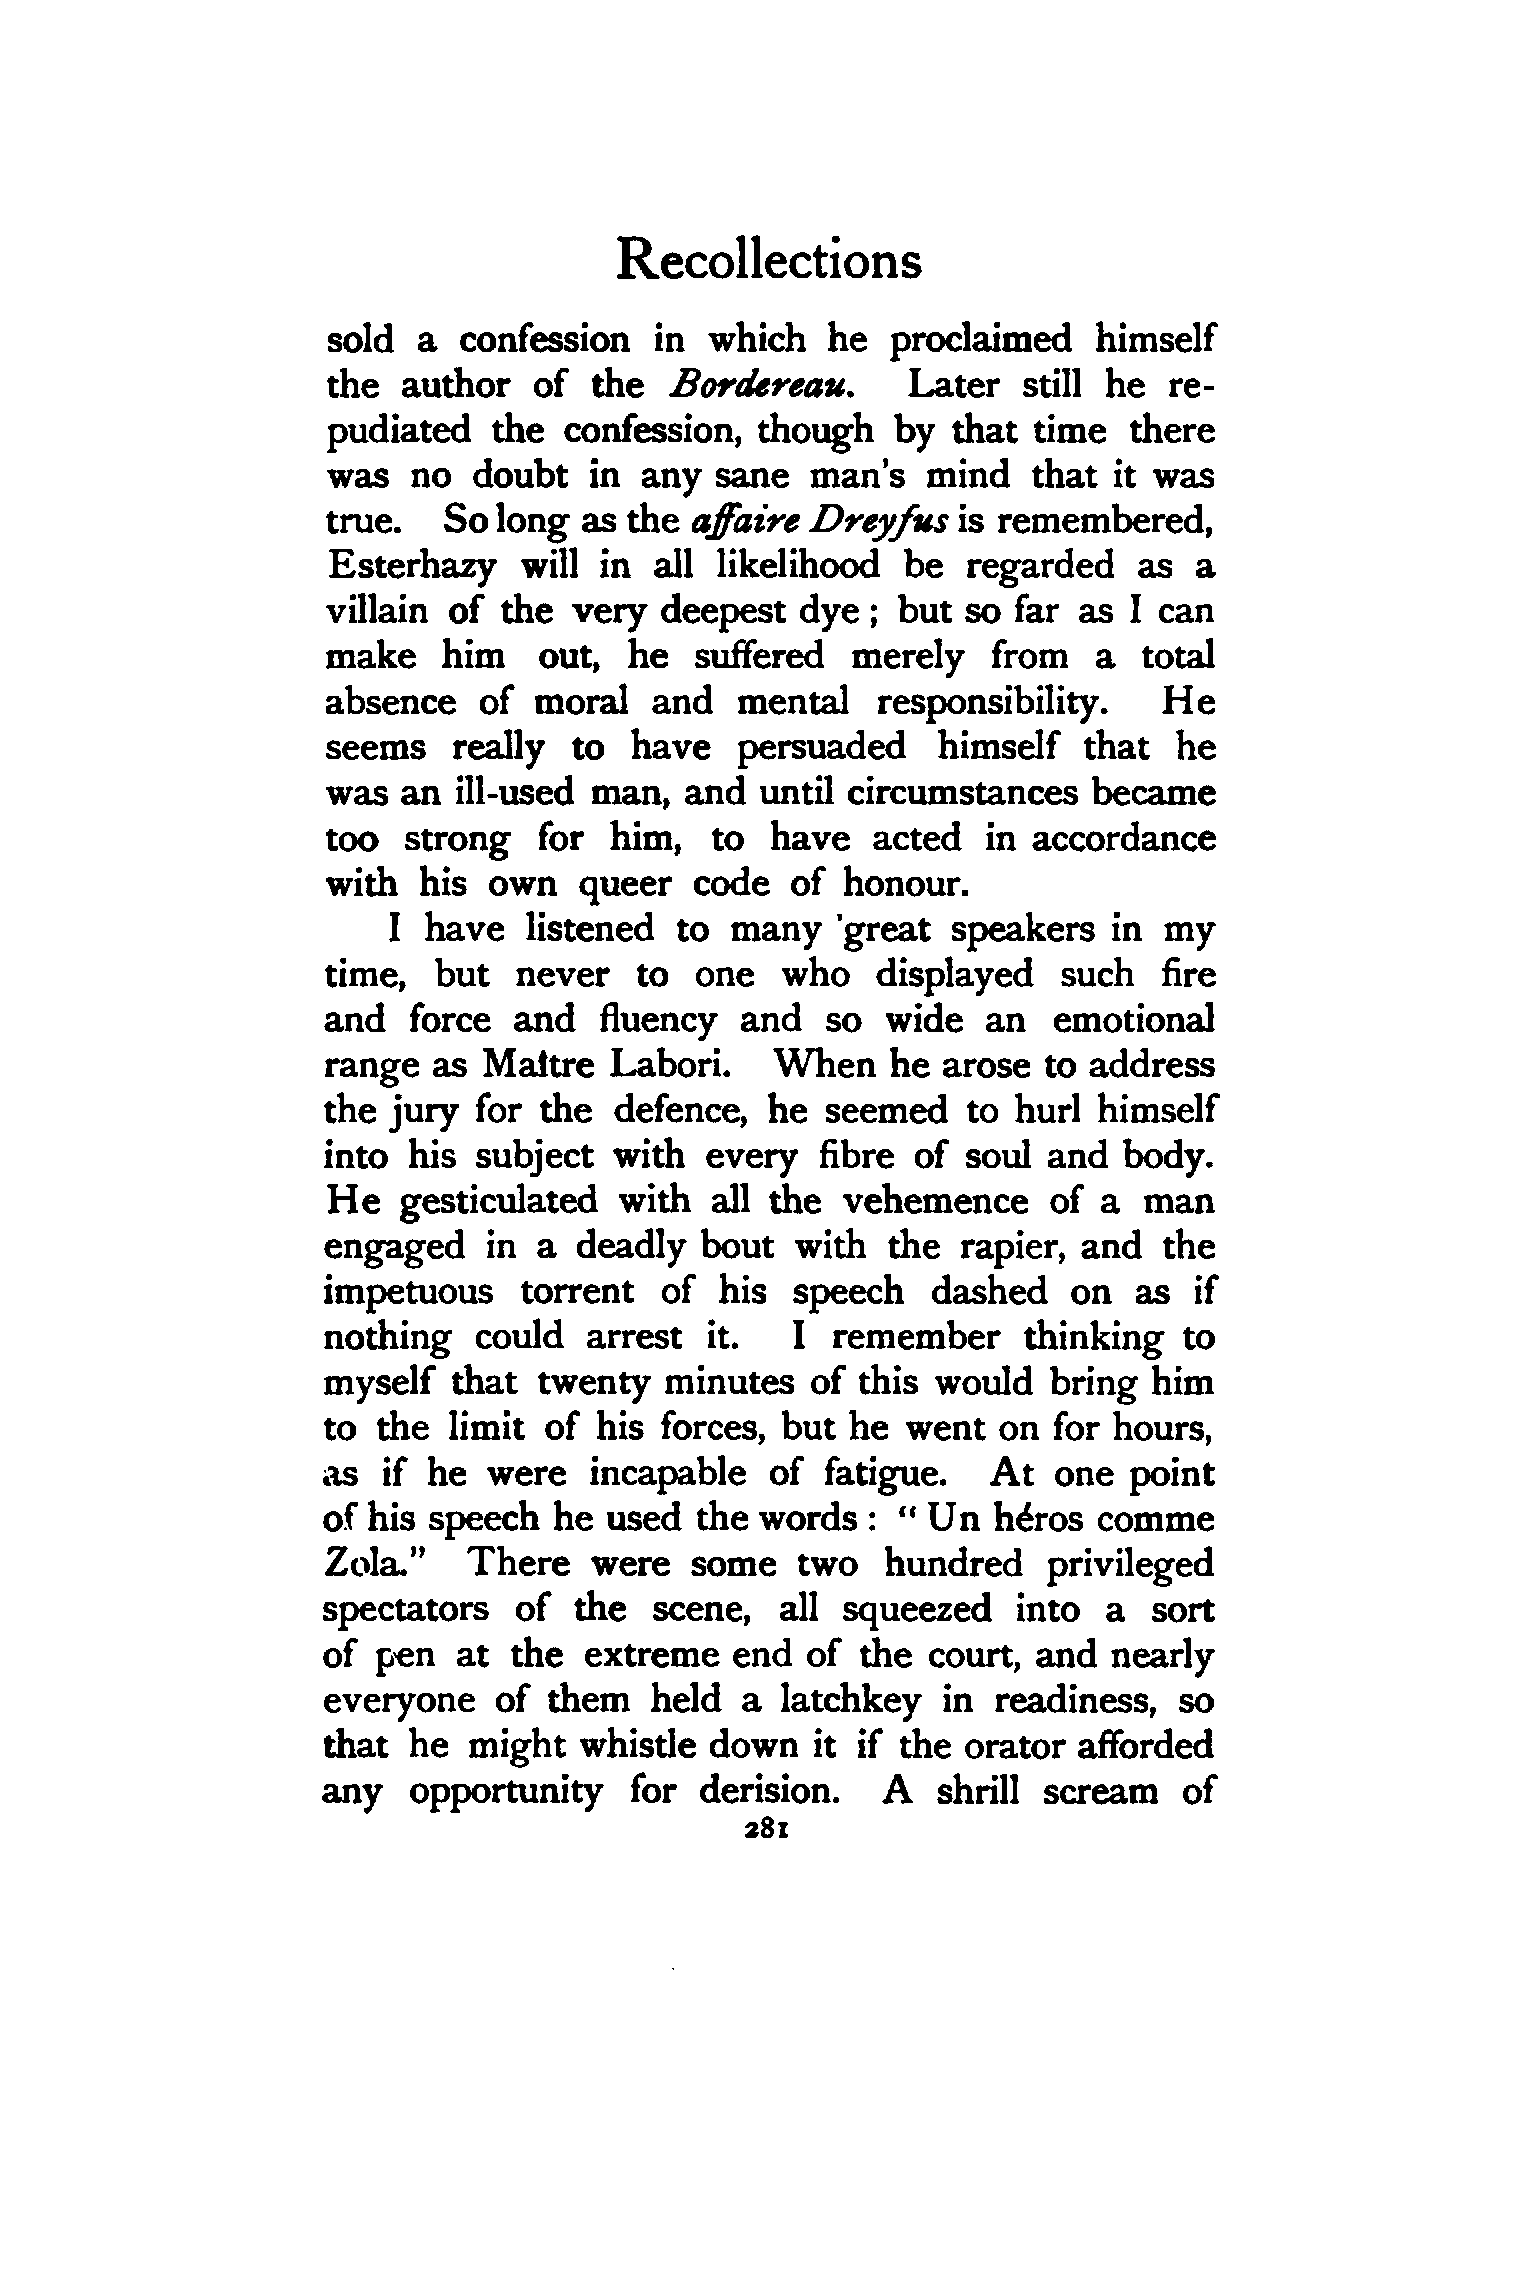 Recollections
sold a confession in which he proclaimed himself
the author of the Bordereau. Later still he re-
pudiated the confession, though by that time there
was no doubt in any sane man's mind that it was
true. So long as the affaire Dreyfus is remembered,
Esterhazy will in all likelihood be regarded as a
villain of the very deepest dye ; but so far as I can
make him out, he suffered merely from a total
absence of moral and mental responsibility. He
seems really to have persuaded himself that he
was an ill-used man, and until circumstances became
too strong for him, to have acted in accordance
with his own queer code of honour.
I have listened to many 'great speakers in my
time, but never to one who displayed such fire
and force and fluency and so wide an emotional
range as Maître Labori. When he arose to address
the jury for the defence, he seemed to hurl himself
into his subject with every fibre of soul and body.
He gesticulated with all the vehemence of a man
engaged in a deadly bout with the rapier, and the
impetuous torrent of his speech dashed on as if
nothing could arrest it. I remember thinking to
myself that twenty minutes of this would bring him
to the limit of his forces, but he went on for hours,
as if he were incapable of fatigue. At one point
of his speech he used the words : “ Un héros comme
Zola.” There were some two hundred privileged
spectators of the scene, all squeezed into a sort
of pen at the extreme end of the court, and nearly
everyone of them held a latchkey in readiness, so
that he might whistle down it if the orator afforded
any opportunity for derision. A shrill scream of
281